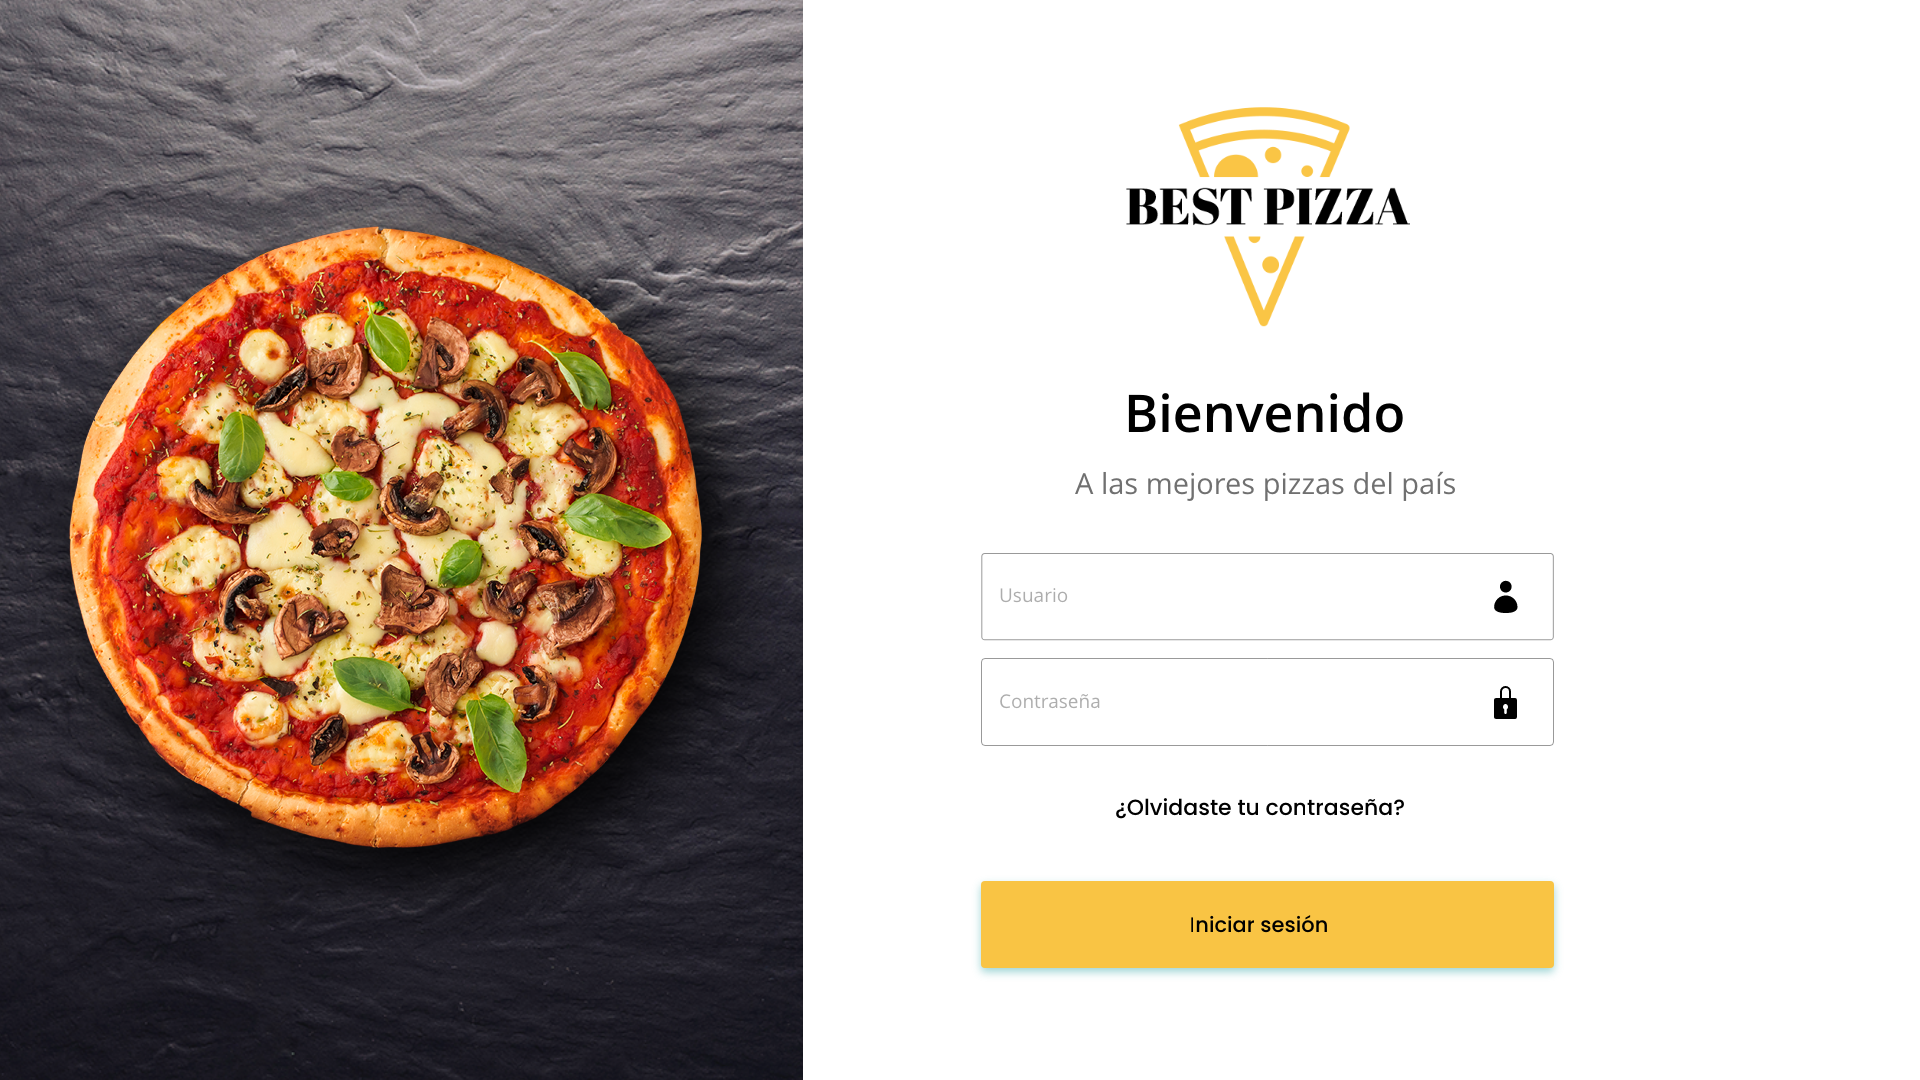 BEST PIZZA
Bienvenido
A las mejores pizzas del país
Usuario
Contraseña
¿Olvidaste tu contraseña?
Iniciar sesión